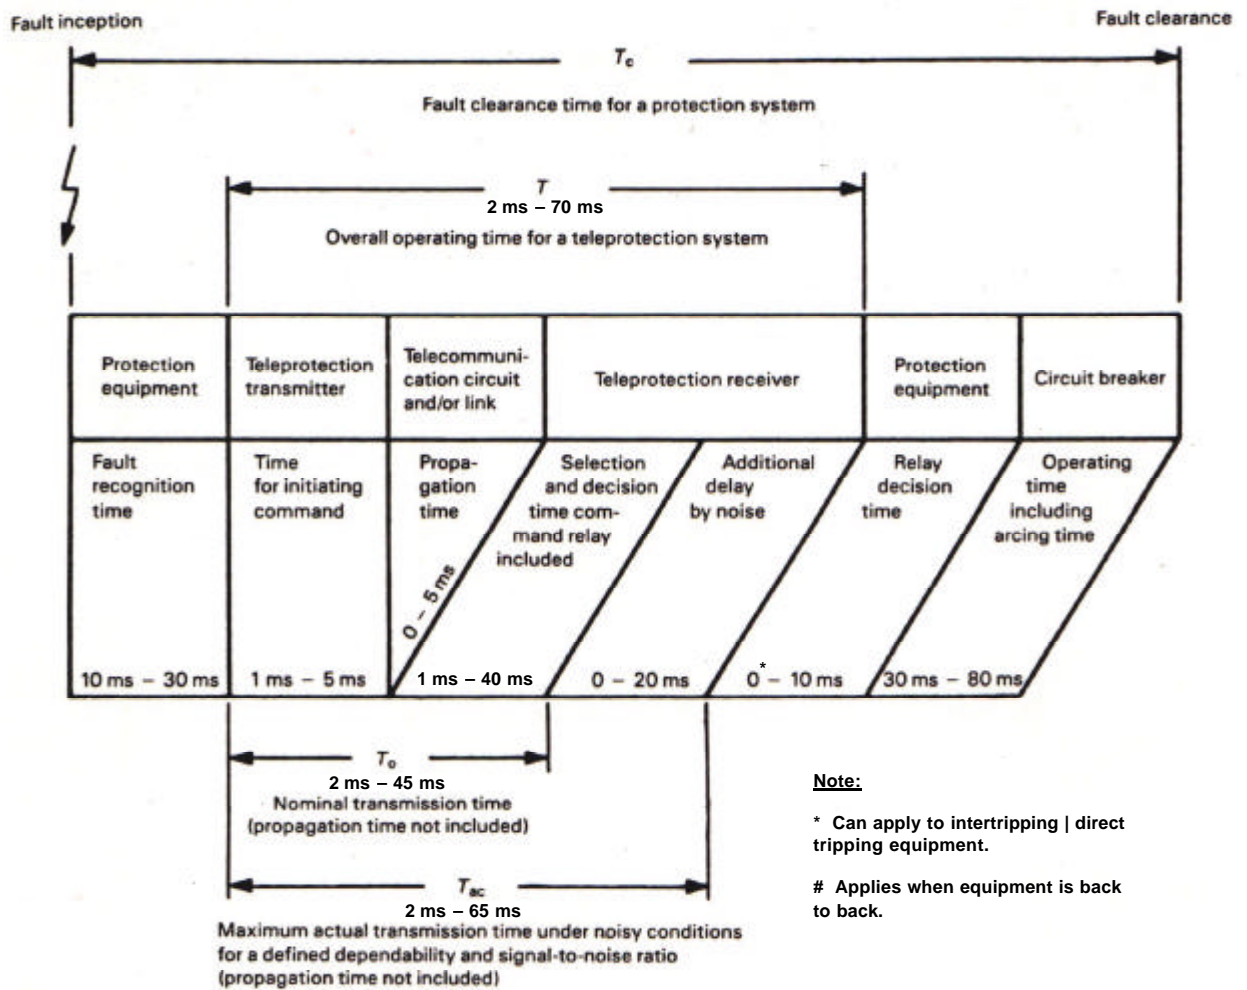 Fault inception
Fault clearance
Tc
Fault clearance time for a protection system
T
2 ms – 70 ms
Overall operating time for a teleprotection system
Protection
equipment
Teleprotection
transmitter
Telecommuni-
cation circuit
and/or link
Teleprotection receiver
Protection
equipment
Circuit breaker
Fault
recognition
time
Time
for initiating
command
Propa-
gation
time
Selection
and decision
time com-
mand relay
included
Additional
delay
by noise
Relay
decision
time
Operating
time
including
arcing time
0 – 5 ms
10 ms – 30 ms
1 ms – 5 ms
1 ms – 40 ms
0 – 20 ms
0* – 10 ms
30 ms – 80 ms
To
2 ms – 45 ms
Nominal transmission time
(propagation time not included)
Tac
2 ms – 65 ms
Maximum actual transmission time under noisy conditions
for a defined dependability and signal-to-noise ratio
(propagation time not included)
Note:
* Can apply to intertripping | direct
tripping equipment.
# Applies when equipment is back
to back.